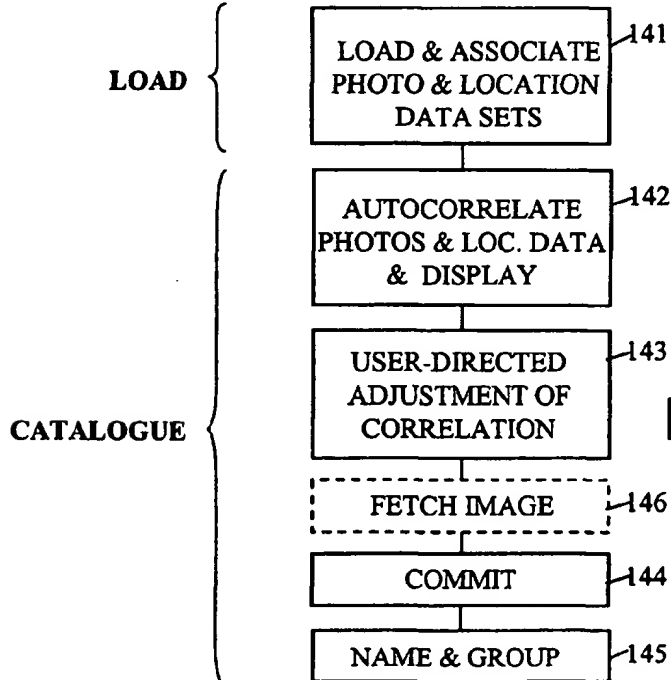 LOAD
LOAD & ASSOCIATE
PHOTO & LOCATION
DATA SETS
141
AUTOCORRELATE
PHOTOS & LOC. DATA
& DISPLAY
142
CATALOGUE
USER-DIRECTED
ADJUSTMENT OF
CORRELATION
143
FETCH IMAGE
146
COMMIT
144
NAME & GROUP
145